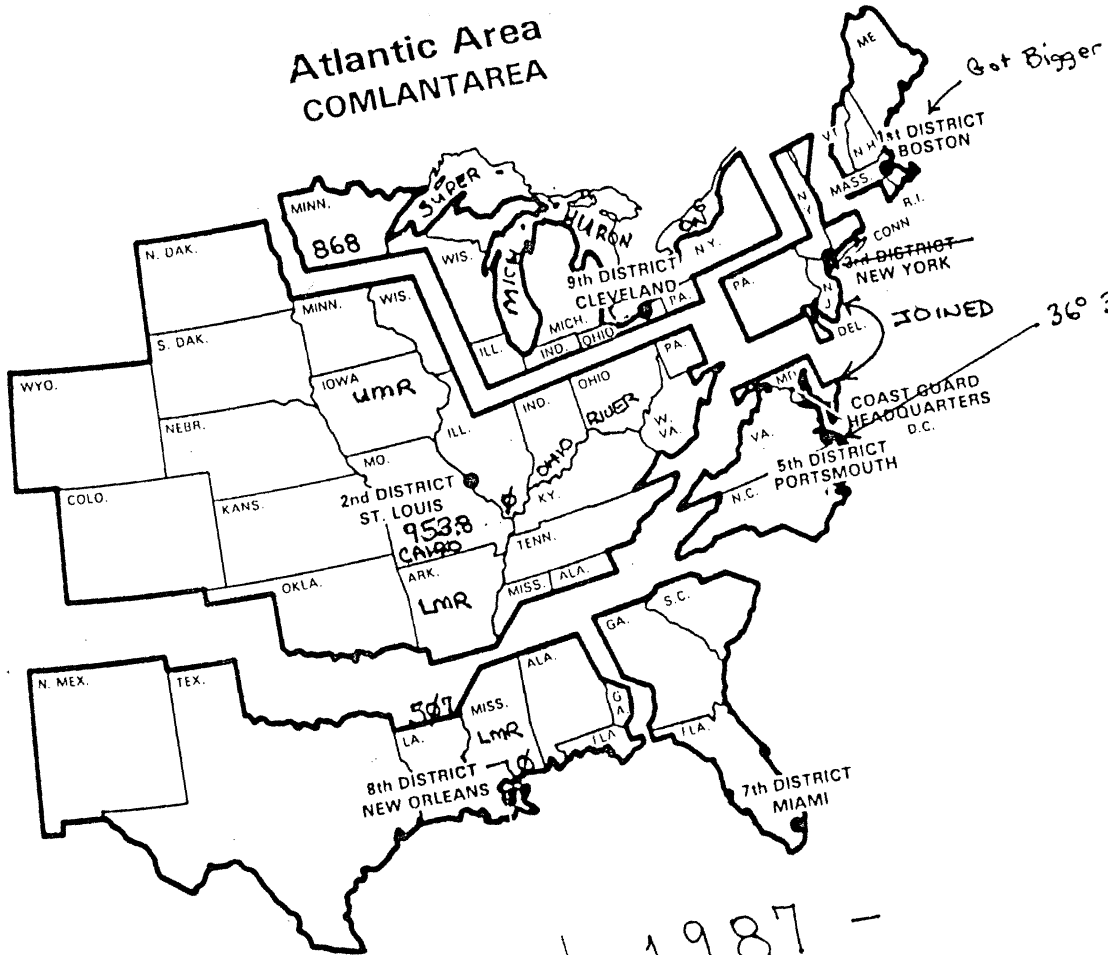 Atlantic Area
COMLANTAREA
ME
Got Bigger
VT
N.H.
1st DISTRICT
BOSTON
MASS.
R.I.
CONN
3rd DISTRICT
NEW YORK
N.Y.
N.J.
JOINED
36°
DEL.
MD.
COAST GUARD
HEADQUARTERS
D.C.
VA.
5th DISTRICT
PORTSMOUTH
N.C.
PA.
MINN.
868
SUPER
HURON
MICH
ONT
WIS.
N.Y.
9th DISTRICT
CLEVELAND
PA.
MICH.
ILL.
IND.
OHIO
N. DAK.
MINN.
WIS.
S. DAK.
WYO.
IOWA
UMR
NEBR.
ILL.
IND.
OHIO
PA.
OHIO RIVER
W.
VA.
MO.
COLO.
KANS.
2nd DISTRICT
ST. LOUIS
Ø
KY.
953.8
CAIRO
TENN.
OKLA.
ARK.
LMR
MISS.
ALA.
N. MEX.
TEX.
5Ø7
LA.
MISS.
LMR
ALA.
GA.
FLA
Ø
8th DISTRICT
NEW ORLEANS
GA.
S.C.
FLA.
7th DISTRICT
MIAMI
1987 -